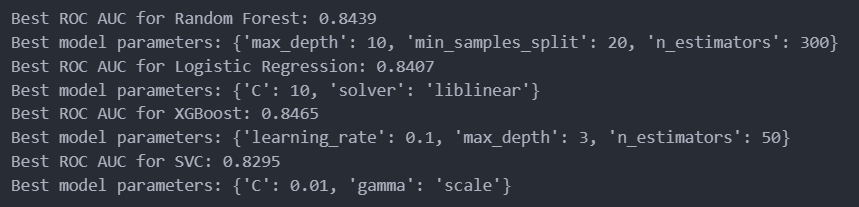 Best ROC AUC for Random Forest: 0.8439
Best model parameters: {'max_depth': 10, 'min_samples_split': 20, 'n_estimators': 300}
Best ROC AUC for Logistic Regression: 0.8407
Best model parameters: {'C': 10, 'solver': 'liblinear'}
Best ROC AUC for XGBoost: 0.8465
Best model parameters: {'learning_rate': 0.1, 'max_depth': 3, 'n_estimators': 50}
Best ROC AUC for SVC: 0.8295
Best model parameters: {'C': 0.01, 'gamma': 'scale'}